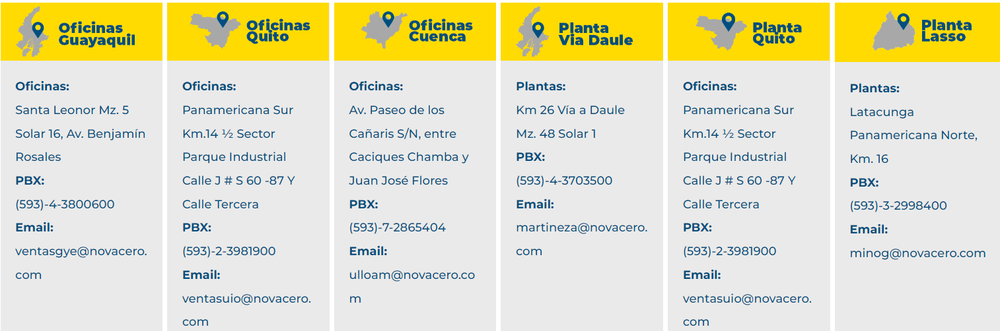 Oficinas
Guayaquil
Oficinas:
Santa Leonor Mz. 5
Solar 16, Av. Benjamín
Rosales
PBX:
(593)-4-3800600
Email:
ventasgye@novacero.
com
Oficinas
Quito
Oficinas:
Panamericana Sur
Km.14 ½ Sector
Parque Industrial
Calle J # S 60 -87 Y
Calle Tercera
PBX:
(593)-2-3981900
Email:
ventasuio@novacero.
com
Oficinas
Cuenca
Oficinas:
Av. Paseo de los
Cañaris S/N, entre
Caciques Chamba y
Juan José Flores
PBX:
(593)-7-2865404
Email:
ulloam@novacero.co
m
Planta
Via Daule
Plantas:
Km 26 Vía a Daule
Mz. 48 Solar 1
PBX:
(593)-4-3703500
Email:
martineza@novacero.
com
Planta
Quito
Oficinas:
Panamericana Sur
Km.14 ½ Sector
Parque Industrial
Calle J # S 60 -87 Y
Calle Tercera
PBX:
(593)-2-3981900
Email:
ventasuio@novacero.
com
Planta
Lasso
Plantas:
Latacunga
Panamericana Norte,
Km. 16
PBX:
(593)-3-2998400
Email:
minog@novacero.com